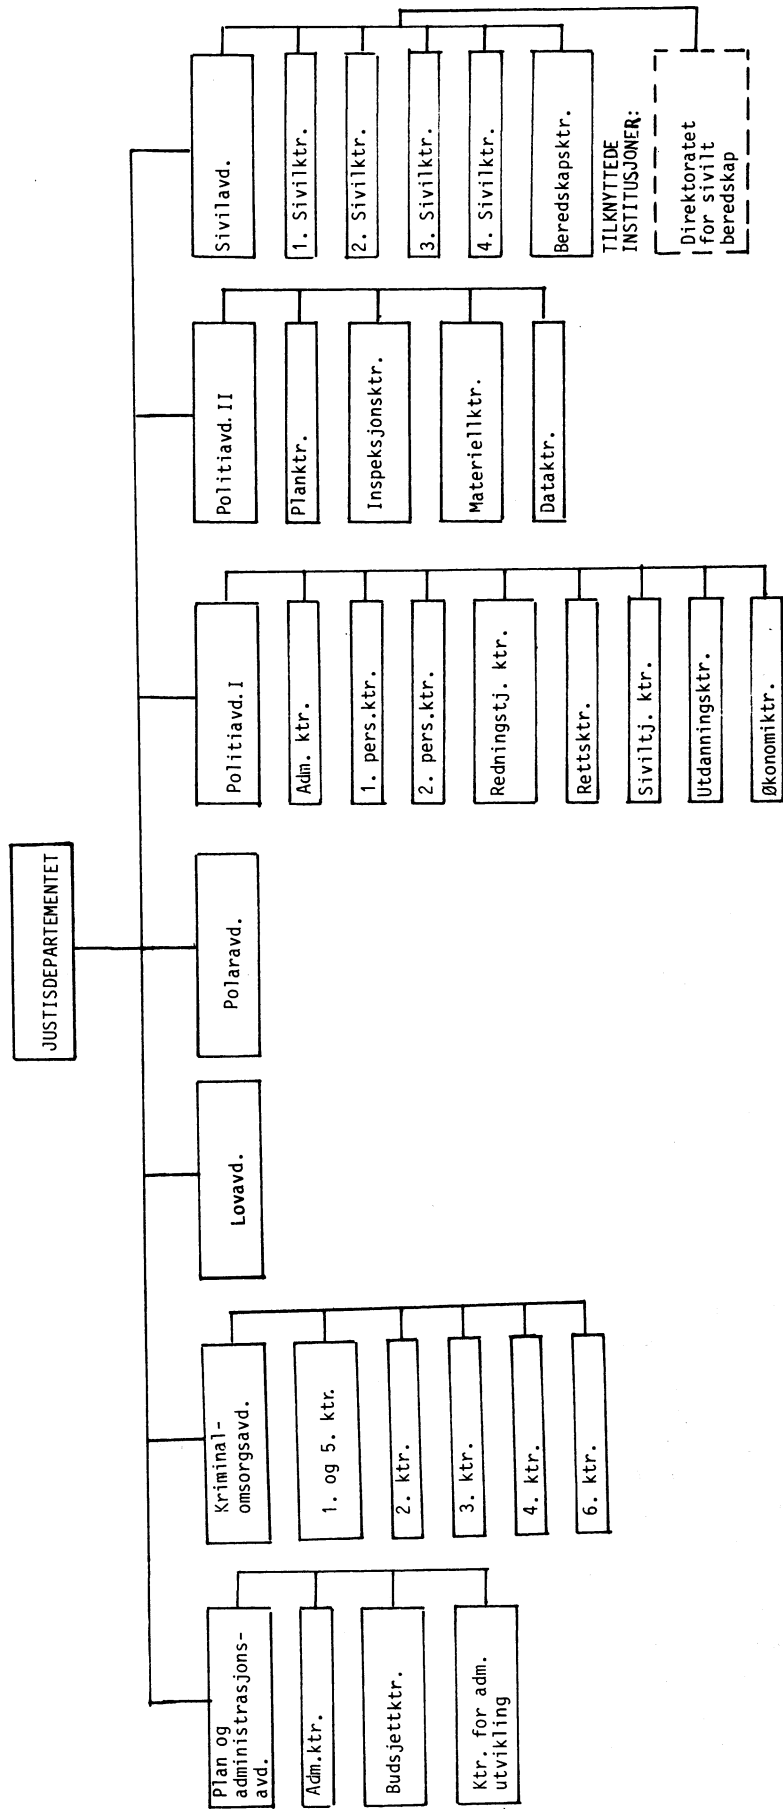 JUSTISDEPARTEMENTET
Plan og
administrasjons-
avd.
Adm.ktr.
Budsjettktr.
Ktr. for adm.
utvikling
Kriminal-
omsorgsavd.
1. og 5. ktr.
2. ktr.
3. ktr.
4. ktr.
6. ktr.
Lovavd.
Polaravd.
Politiavd.I
Adm. ktr.
1. pers.ktr.
2. pers.ktr.
Redningstj. ktr.
Rettsktr.
Siviltj. ktr.
Utdanningsktr.
Økonomiktr.
Politiavd.II
Planktr.
Inspeksjonsktr.
Materiellktr.
Dataktr.
Sivilavd.
1. Sivilktr.
2. Sivilktr.
3. Sivilktr.
4. Sivilktr.
Beredskapsktr.
TILKNYTTEDE
INSTITUSJONER:
Direktoratet
for sivilt
beredskap